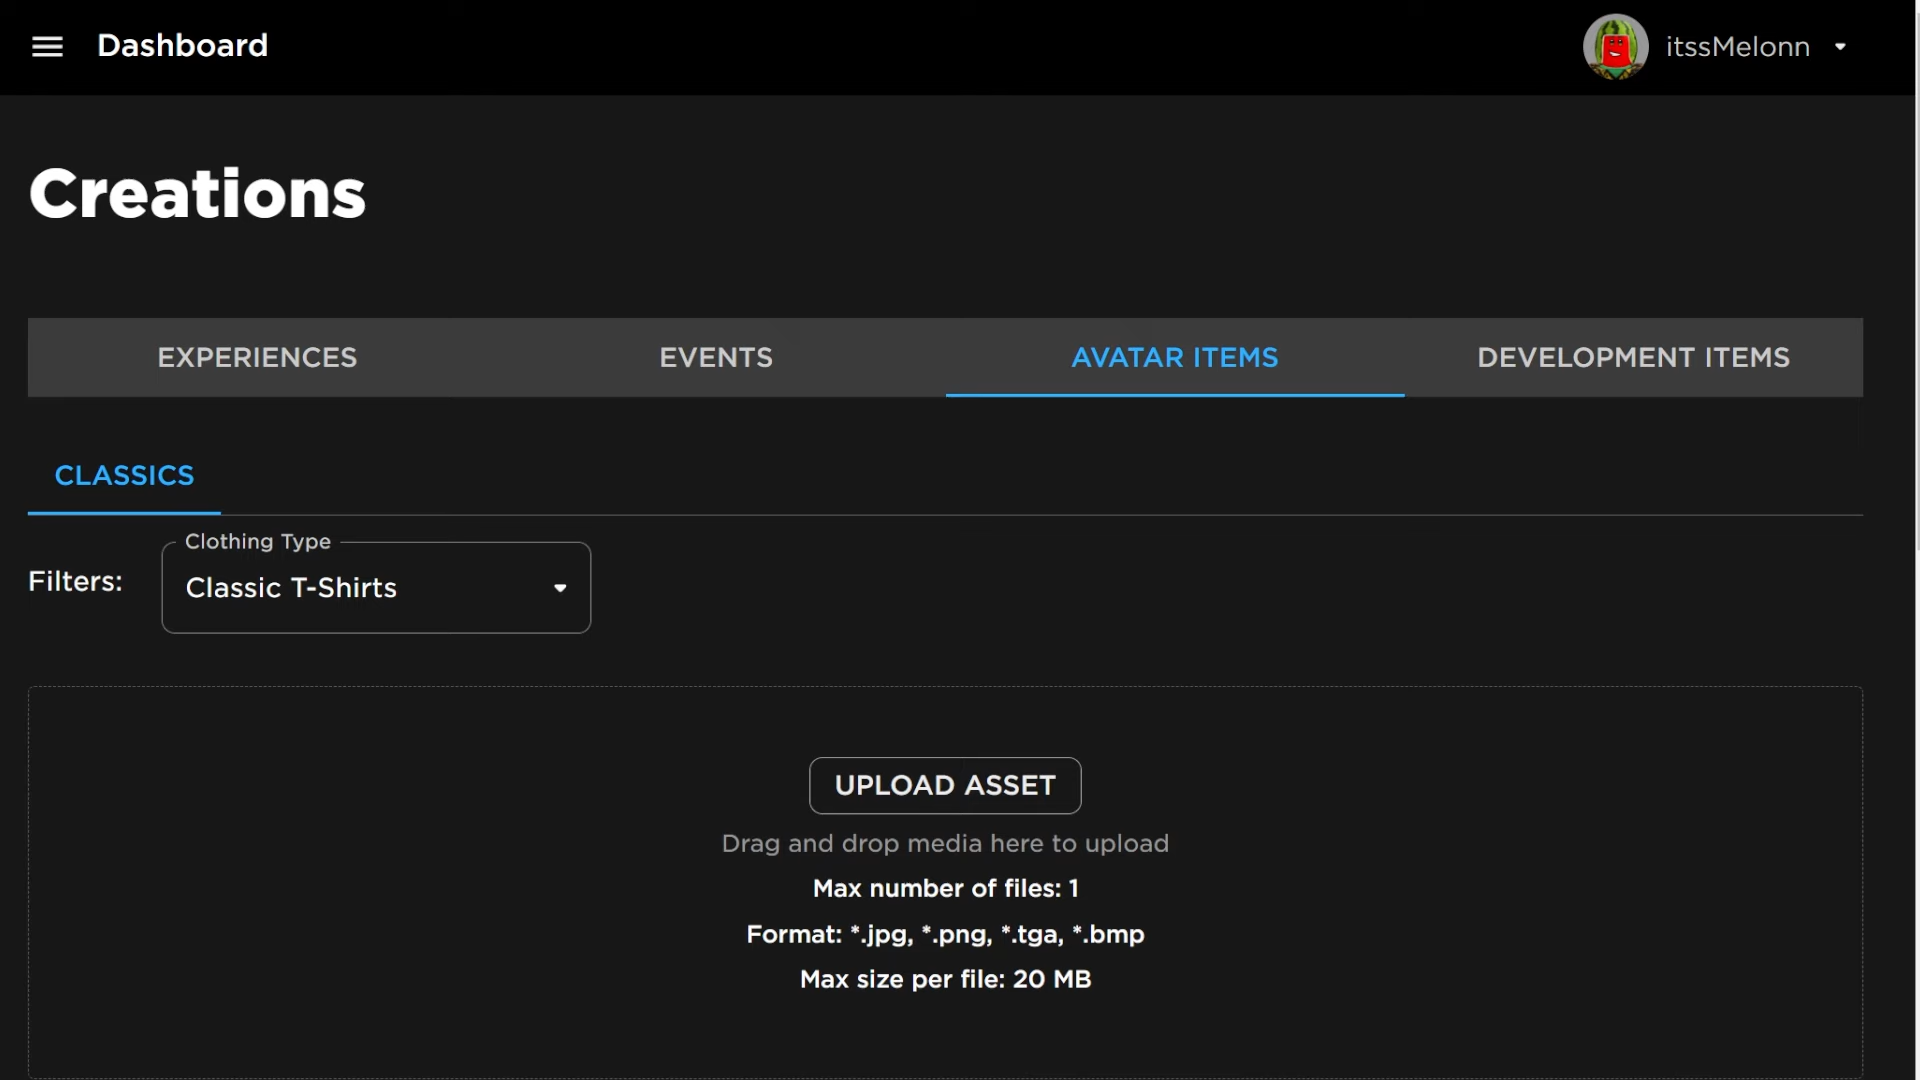 Dashboard
itssMelonn
Creations
EXPERIENCES
EVENTS
AVATAR ITEMS
DEVELOPMENT ITEMS
CLASSICS
Filters:
Clothing Type
Classic T-Shirts
UPLOAD ASSET
Drag and drop media here to upload
Max number of files: 1
Format: *.jpg, *.png, *.tga, *.bmp
Max size per file: 20 MB